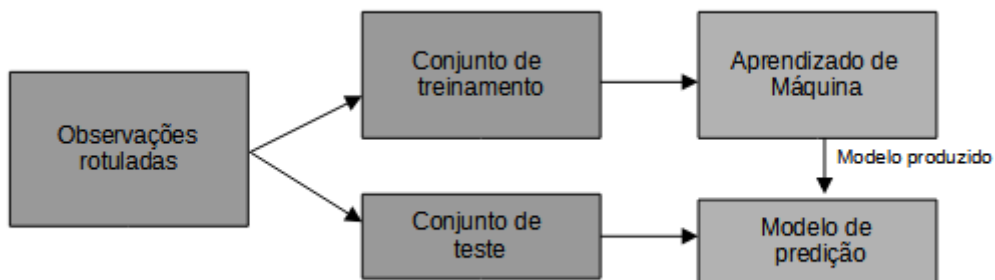 Observações
rotuladas
Conjunto de
treinamento
Aprendizado de
Máquina
Modelo produzido
Conjunto de
teste
Modelo de
predição